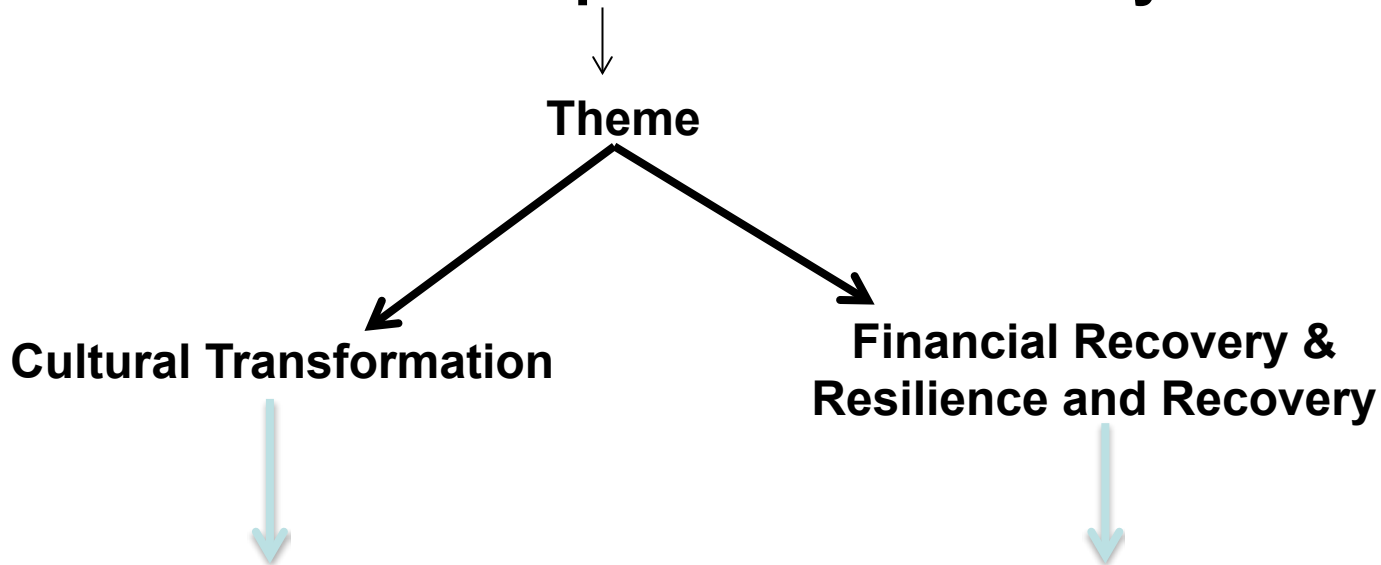 Theme
Cultural Transformation
Financial Recovery &
Resilience and Recovery